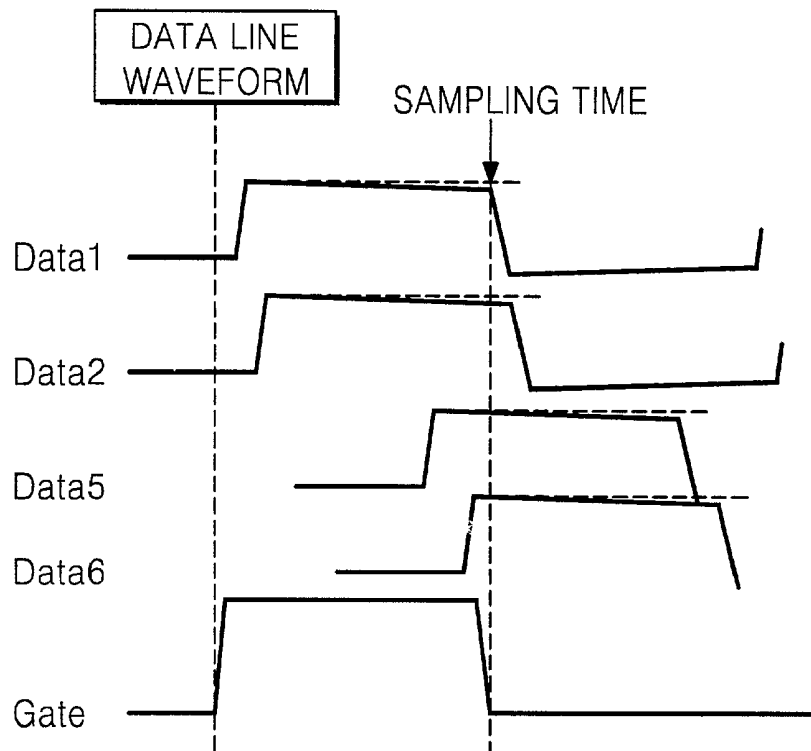 DATA LINE
WAVEFORM
SAMPLING TIME
Data1
Data2
Data5
Data6
Gate